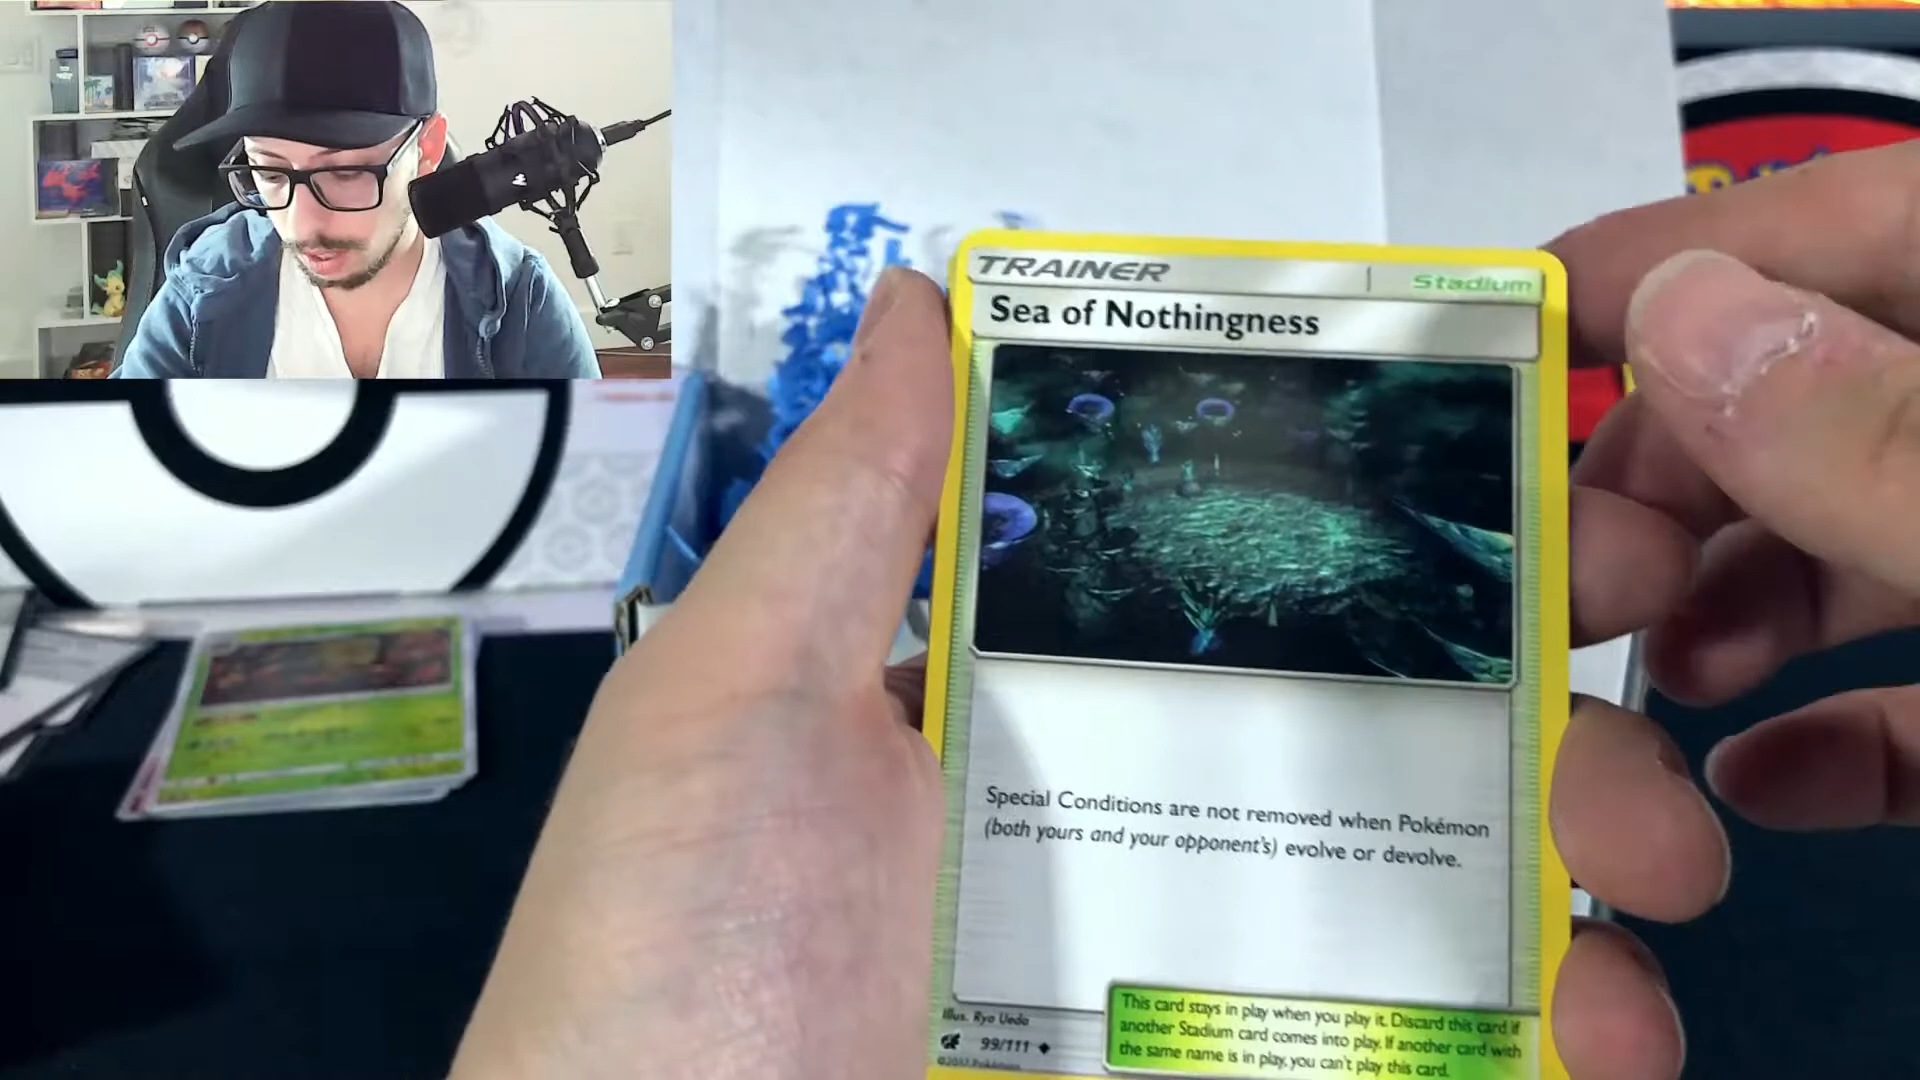 TRAINER
Stadium
Sea of Nothingness
Special Conditions are not removed when Pokémon
(both yours and your opponent's) evolve or devolve.
Illus. Ryo Ueda
99/111
©2017 Pokémon
This card stays in play when you play it. Discard this card if
another Stadium card comes into play. If another card with
the same name is in play, you can't play this card.